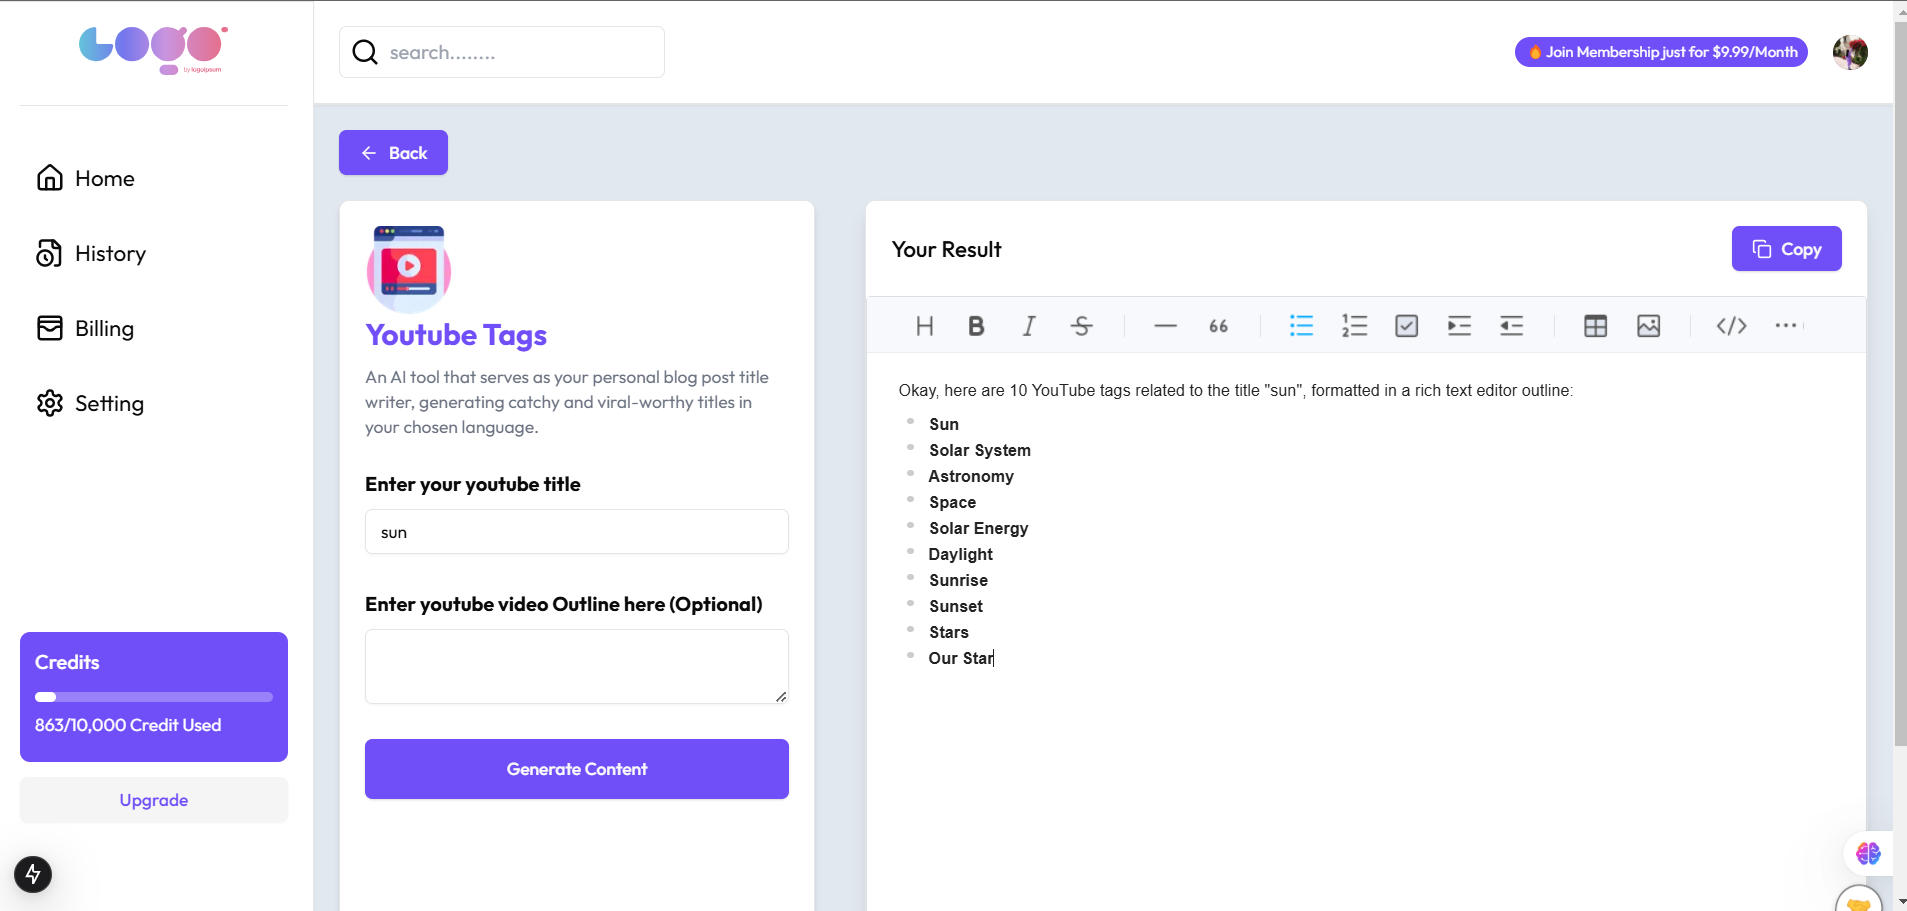 LOGO
by logoipsum
search........
Join Membership just for $9.99/Month
Home
History
Billing
Setting
Credits
863/10,000 Credit Used
Upgrade
Back
Youtube Tags
An AI tool that serves as your personal blog post title
writer, generating catchy and viral-worthy titles in
your chosen language.
Enter your youtube title
sun
Enter youtube video Outline here (Optional)
Generate Content
Your Result
Copy
Okay, here are 10 YouTube tags related to the title "sun", formatted in a rich text editor outline:
Sun
Solar System
Astronomy
Space
Solar Energy
Daylight
Sunrise
Sunset
Stars
Our Star